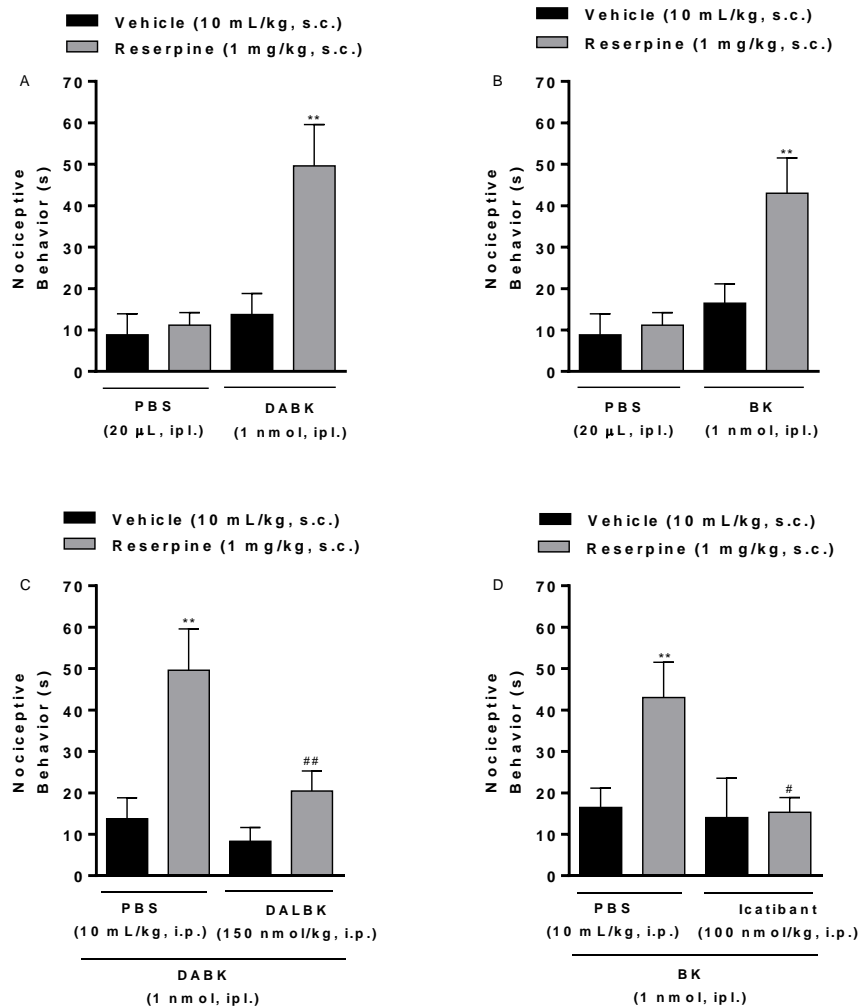 Vehicle (10 mL/kg, s.c.)
Reserpine (1 mg/kg, s.c.)
A
70
60
50
40
30
20
10
0
Nociceptive
Behavior (s)
**
PBS
(20 µL, ipl.)
DABK
(1 nmol, ipl.)
Vehicle (10 mL/kg, s.c.)
Reserpine (1 mg/kg, s.c.)
B
70
60
50
40
30
20
10
0
Nociceptive
Behavior (s)
**
PBS
(20 µL, ipl.)
BK
(1 nmol, ipl.)
Vehicle (10 mL/kg, s.c.)
Reserpine (1 mg/kg, s.c.)
C
70
60
50
40
30
20
10
0
Nociceptive
Behavior (s)
**
##
PBS
(10 mL/kg, i.p.)
DALBK
(150 nmol/kg, i.p.)
DABK
(1 nmol, ipl.)
Vehicle (10 mL/kg, s.c.)
Reserpine (1 mg/kg, s.c.)
D
70
60
50
40
30
20
10
0
Nociceptive
Behavior (s)
**
#
PBS
(10 mL/kg, i.p.)
Icatibant
(100 nmol/kg, i.p.)
BK
(1 nmol, ipl.)